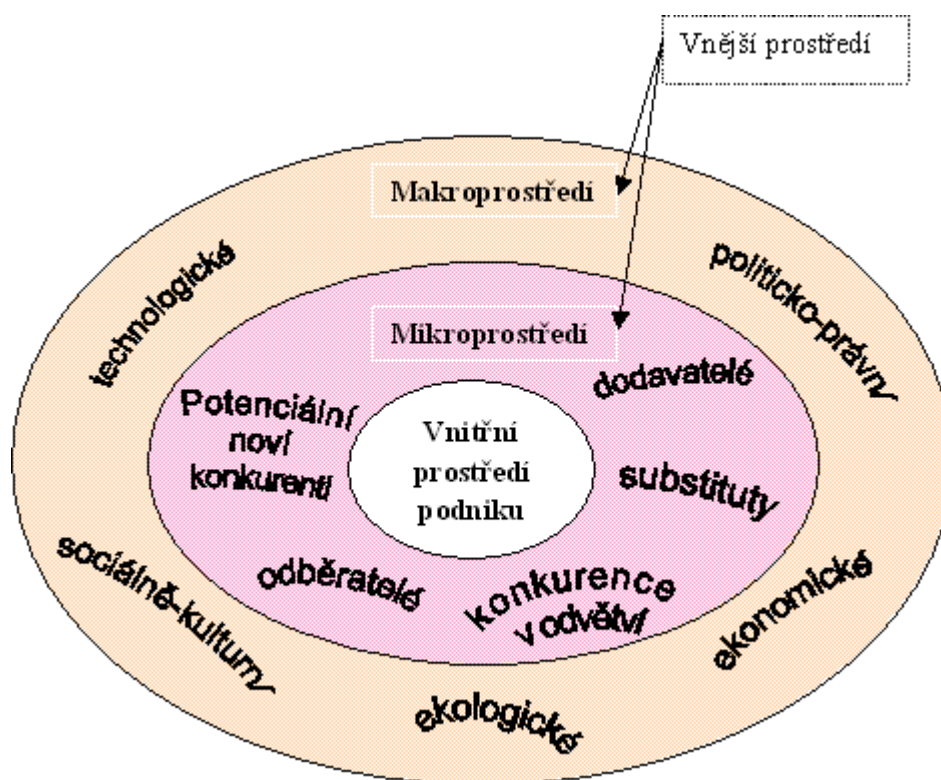 Vnější prostředí
Makroprostředí
technologické
politicko-právní
Mikroprostředí
dodavatelé
Potenciální
noví
konkurenti
Vnitřní
prostředí
podniku
substituty
odběratelé
konkurence
v odvětví
sociálně-kulturní
ekonomické
ekologické